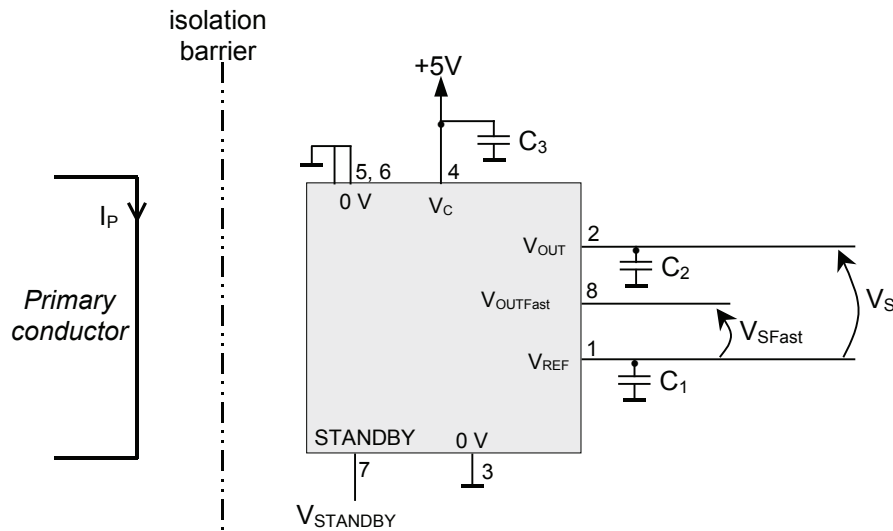 isolation
barrier
+5V
C3
5, 6
4
0 V
VC
IP
VOUT
2
C2
VOUTFast
8
VS
VSFast
Primary
conductor
VREF
1
C1
STANDBY
0 V
7
3
VSTANDBY